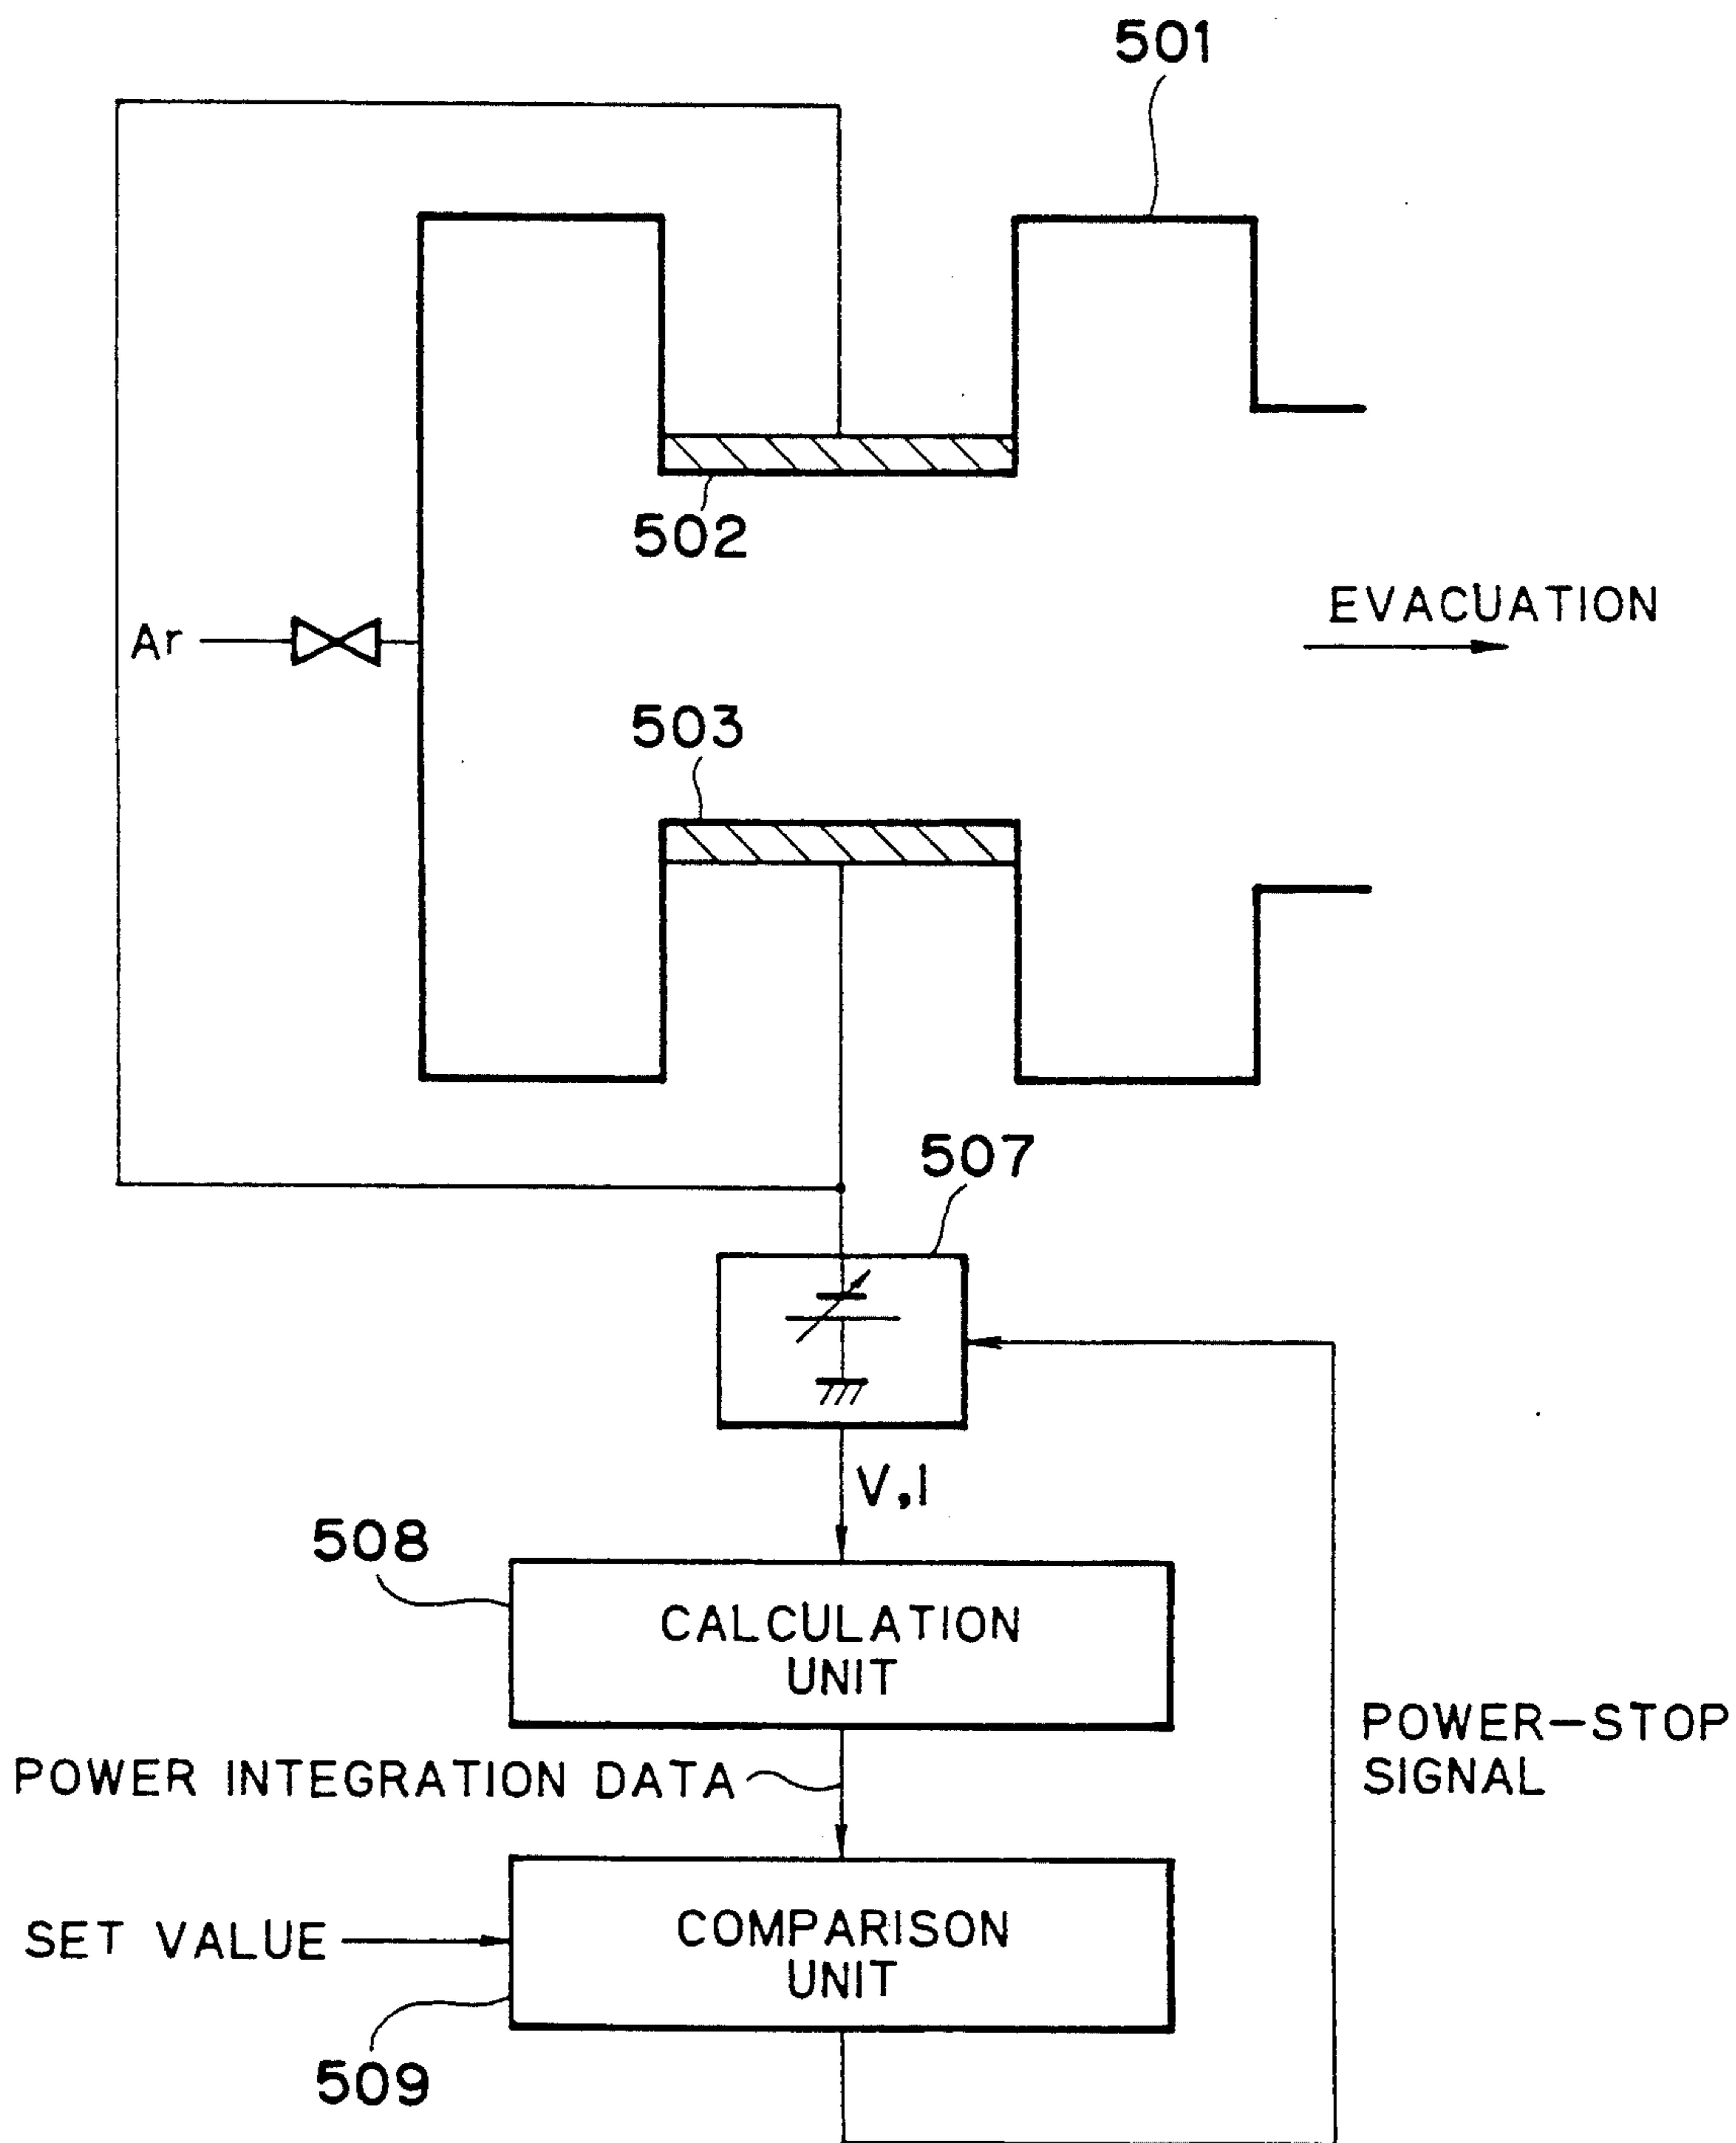 501
502
Ar
EVACUATION
503
507
V,I
508
CALCULATION
UNIT
POWER-STOP
SIGNAL
POWER INTEGRATION DATA
SET VALUE
COMPARISON
UNIT
509